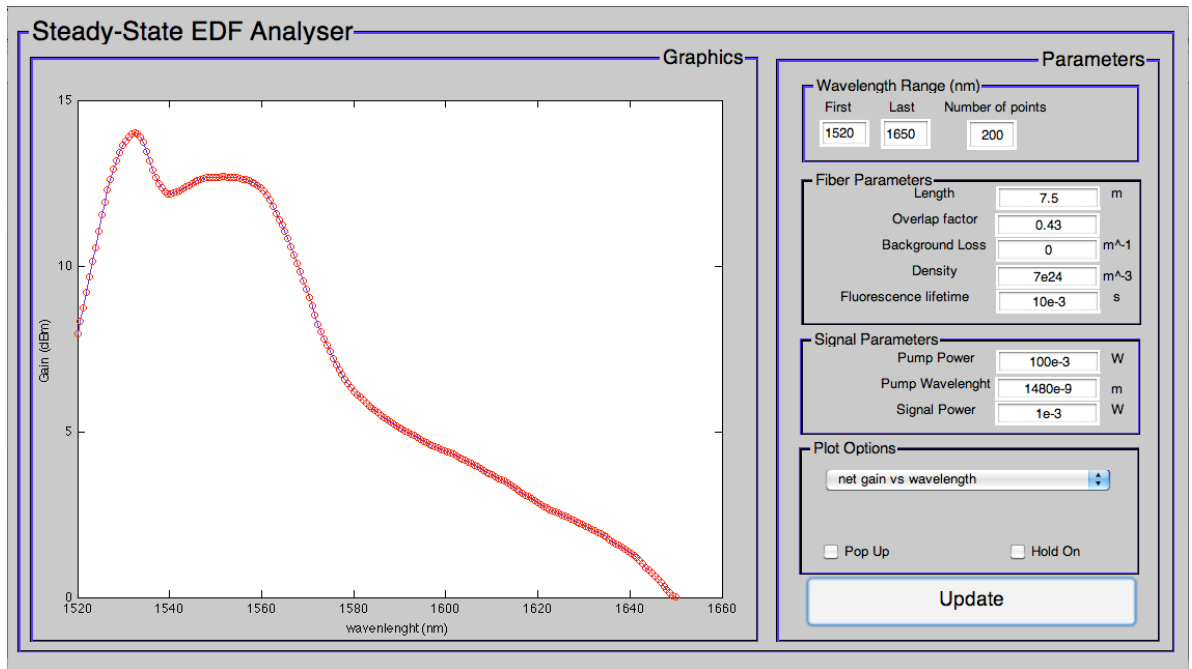 Steady-State EDF Analyser
Graphics
15
10
5
0
Gain (dBm)
1520 1540 1560 1580 1600 1620 1640 1660
wavenlenght (nm)
Parameters
Wavelength Range (nm)
First Last Number of points
1520 1650 200
Fiber Parameters
Length 7.5 m
Overlap factor 0.43
Background Loss 0 m^-1
Density 7e24 m^-3
Fluorescence lifetime 10e-3 s
Signal Parameters
Pump Power 100e-3 W
Pump Wavelenght 1480e-9 m
Signal Power 1e-3 W
Plot Options
net gain vs wavelength
Pop Up Hold On
Update